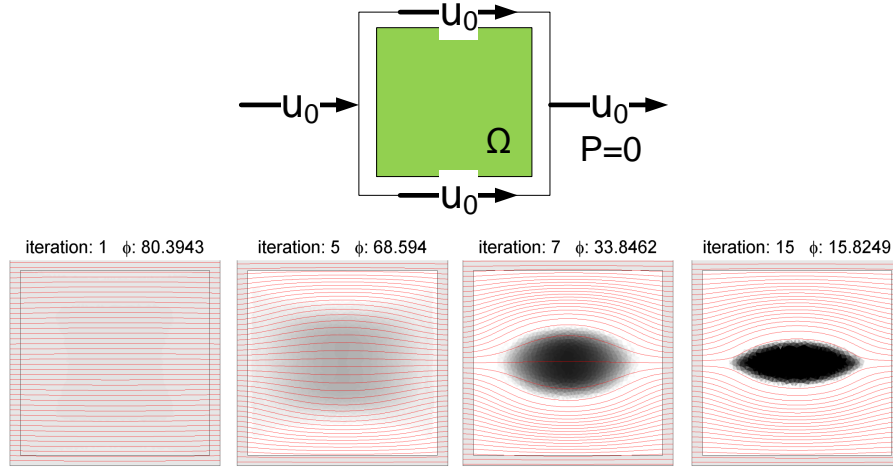 u₀
u₀ u₀
Ω P=0
u₀
iteration: 1 ϕ: 80.3943
iteration: 5 ϕ: 68.594
iteration: 7 ϕ: 33.8462
iteration: 15 ϕ: 15.8249